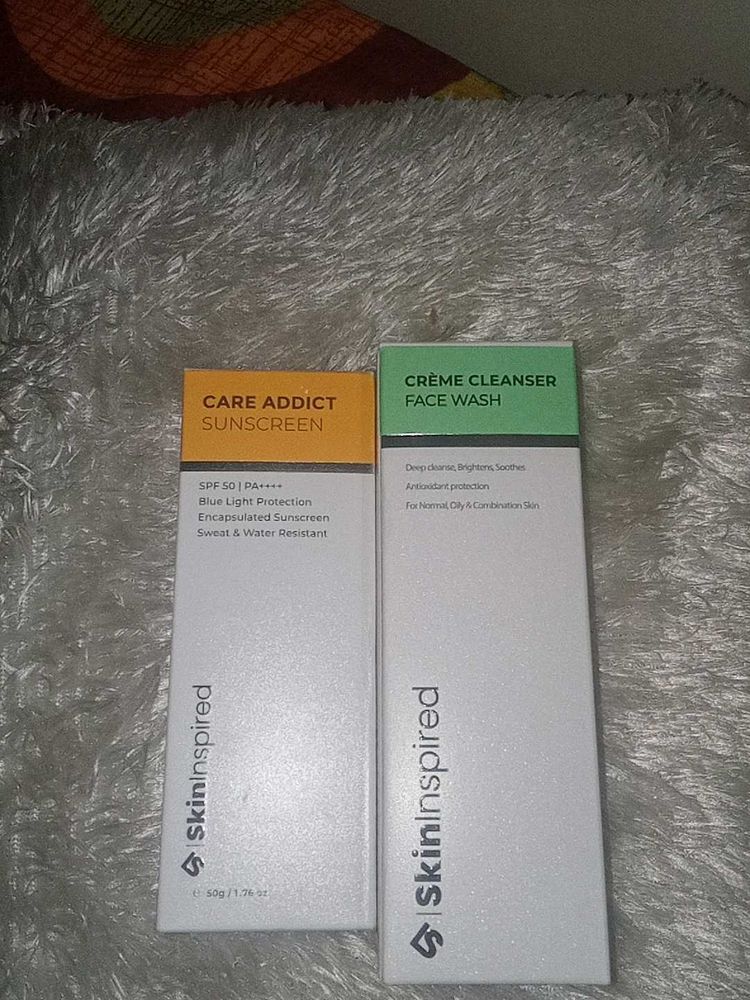 CARE ADDICT
SUNSCREEN
SPF 50 | PA++++
Blue Light Protection
Encapsulated Sunscreen
Sweat & Water Resistant
SkinInspired
50g / 1.76 oz
CRÈME CLEANSER
FACE WASH
Deep cleanse, Brightens, Soothes
Antioxidant protection
For Normal, Oily & Combination Skin
SkinInspired